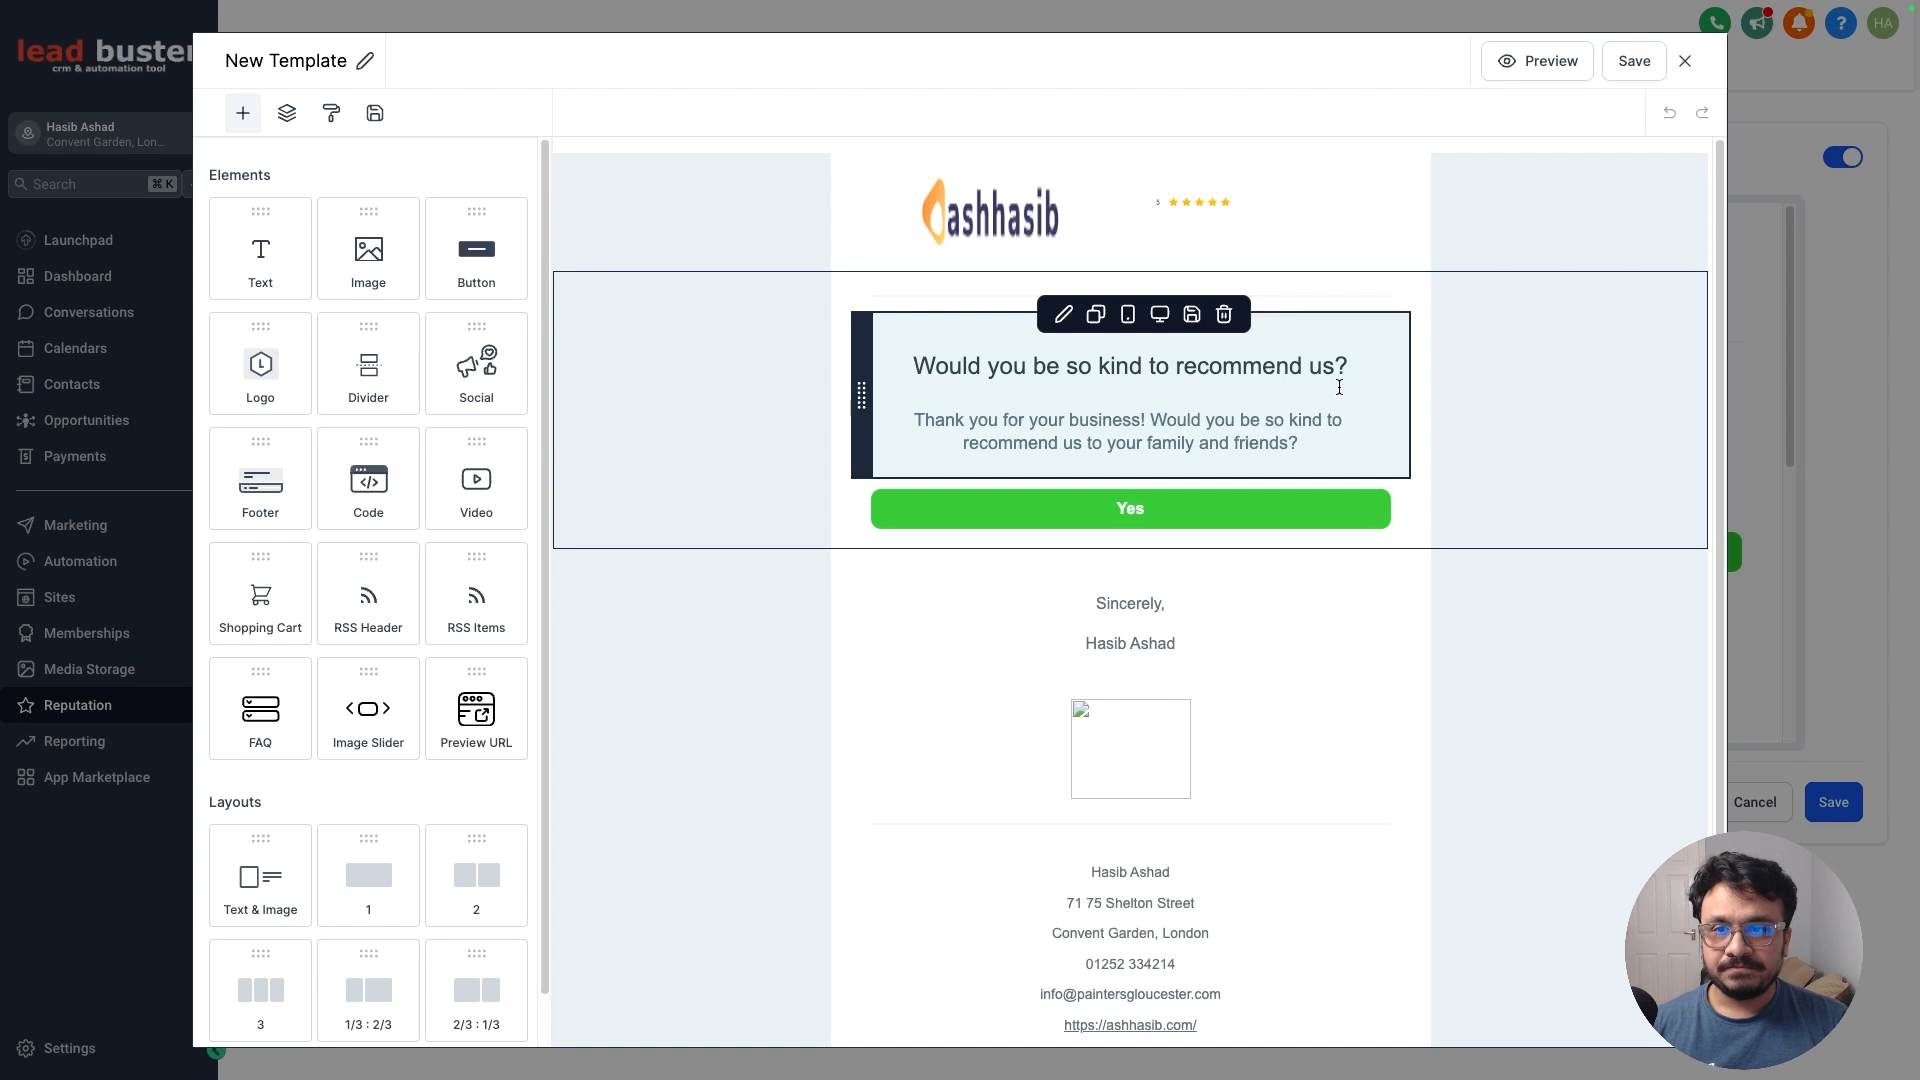 lead buster
crm & automation tool
Hasib Ashad
Convent Garden, Lon...
Search
⌘ K
Launchpad
Dashboard
Conversations
Calendars
Contacts
Opportunities
Payments
Marketing
Automation
Sites
Memberships
Media Storage
Reputation
Reporting
App Marketplace
Settings
New Template
Preview
Save
HA
Elements
Text
Image
Button
Logo
Divider
Social
Footer
Code
Video
Shopping Cart
RSS Header
RSS Items
FAQ
Image Slider
Preview URL
Layouts
Text & Image
1
2
3
1/3 : 2/3
2/3 : 1/3
ashhasib
5
Would you be so kind to recommend us?
Thank you for your business! Would you be so kind to
recommend us to your family and friends?
Yes
Sincerely,
Hasib Ashad
Hasib Ashad
71 75 Shelton Street
Convent Garden, London
01252 334214
info@paintersgloucester.com
https://ashhasib.com/
Cancel
Save